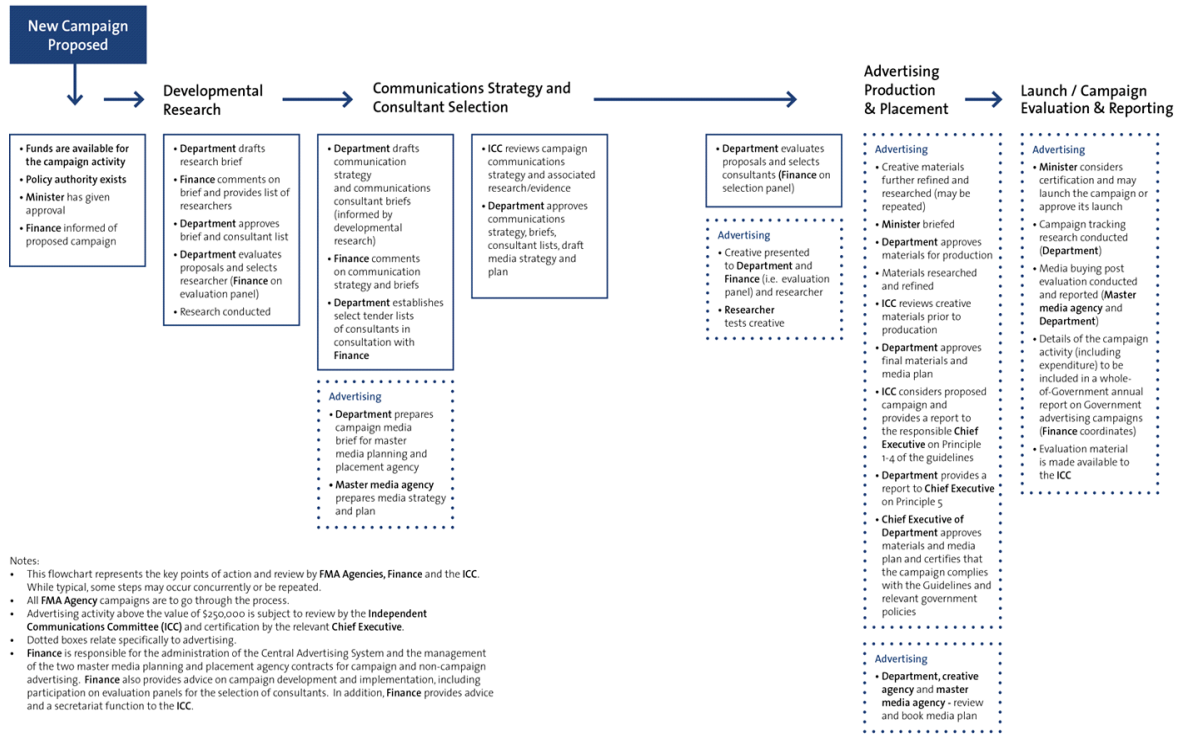 New Campaign
Proposed
Developmental
Research
Communications Strategy and
Consultant Selection
Advertising
Production
& Placement
Launch / Campaign
Evaluation & Reporting
• Funds are available for
the campaign activity
• Policy authority exists
• Minister has given
approval
• Finance informed of
proposed campaign
• Department drafts
research brief
• Finance comments on
brief and provides list of
researchers
• Department approves
brief and consultant list
• Department evaluates
proposals and selects
researcher (Finance on
evaluation panel)
• Research conducted
• Department drafts
communication
strategy
and communications
consultant briefs
(informed by
developmental
research)
• Finance comments
on communication
strategy and briefs
• Department establishes
select tender lists
of consultants in
consultation with
Finance
Advertising
• Department prepares
campaign media
brief for master
media planning and
placement agency
• Master media agency
prepares media strategy
and plan
• ICC reviews campaign
communications
strategy and associated
research/evidence
• Department approves
communications
strategy, briefs,
consultant lists, draft
media strategy and
plan
• Department evaluates
proposals and selects
consultants (Finance on
selection panel)
Advertising
• Creative presented
to Department and
Finance (i.e. evaluation
panel) and researcher
• Researcher
tests creative
Advertising
• Creative materials
further refined and
researched (may be
repeated)
• Minister briefed
• Department approves
materials for production
• Materials researched
and refined
• ICC reviews creative
materials prior to
producation
• Department approves
final materials and
media plan
• ICC considers proposed
campaign and
provides a report to
the responsible Chief
Executive on Principle
1-4 of the guidelines
• Department provides a
report to Chief Executive
on Principle 5
• Chief Executive of
Department approves
materials and media
plan and certifies that
the campaign complies
with the Guidelines and
relevant government
policies
Advertising
• Department, creative
agency and master
media agency - review
and book media plan
Advertising
• Minister considers
certification and may
launch the campaign or
approve its launch
• Campaign tracking
research conducted
(Department)
• Media buying post
evaluation conducted
and reported (Master
media agency and
Department)
• Details of the campaign
activity (including
expenditure) to be
included in a whole-
of-Government annual
report on Government
advertising campaigns
(Finance coordinates)
• Evaluation material
is made available to
the ICC
Notes:
• This flowchart represents the key points of action and review by FMA Agencies, Finance and the ICC.
While typical, some steps may occur concurrently or be repeated.
• All FMA Agency campaigns are to go through the process.
• Advertising activity above the value of $250,000 is subject to review by the Independent
Communications Committee (ICC) and certification by the relevant Chief Executive.
• Dotted boxes relate specifically to advertising.
• Finance is responsible for the administration of the Central Advertising System and the management
of the two master media planning and placement agency contracts for campaign and non-campaign
advertising. Finance also provides advice on campaign development and implementation, including
participation on evaluation panels for the selection of consultants. In addition, Finance provides advice
and a secretariat function to the ICC.